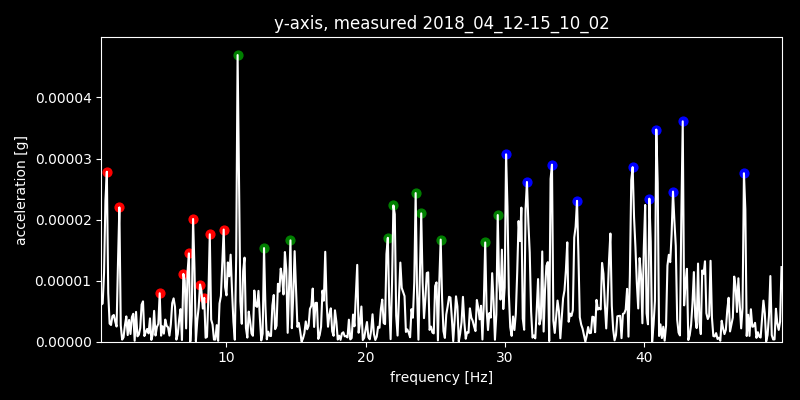 y-axis, measured 2018_04_12-15_10_02
0.00004
0.00003
0.00002
0.00001
0.00000
acceleration [g]
10 20 30 40
frequency [Hz]